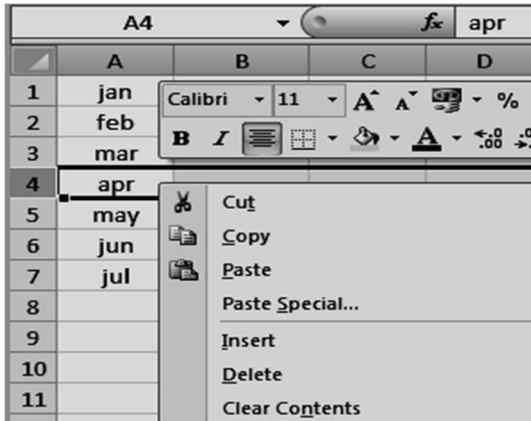 A4 fx apr
A B C D
1 jan
Calibri 11 A A %
2 feb
B I A .00
3 mar
4 apr
Cut
5 may
Copy
6 jun
7 jul
Paste
8
Paste Special...
9
Insert
10
Delete
11
Clear Contents